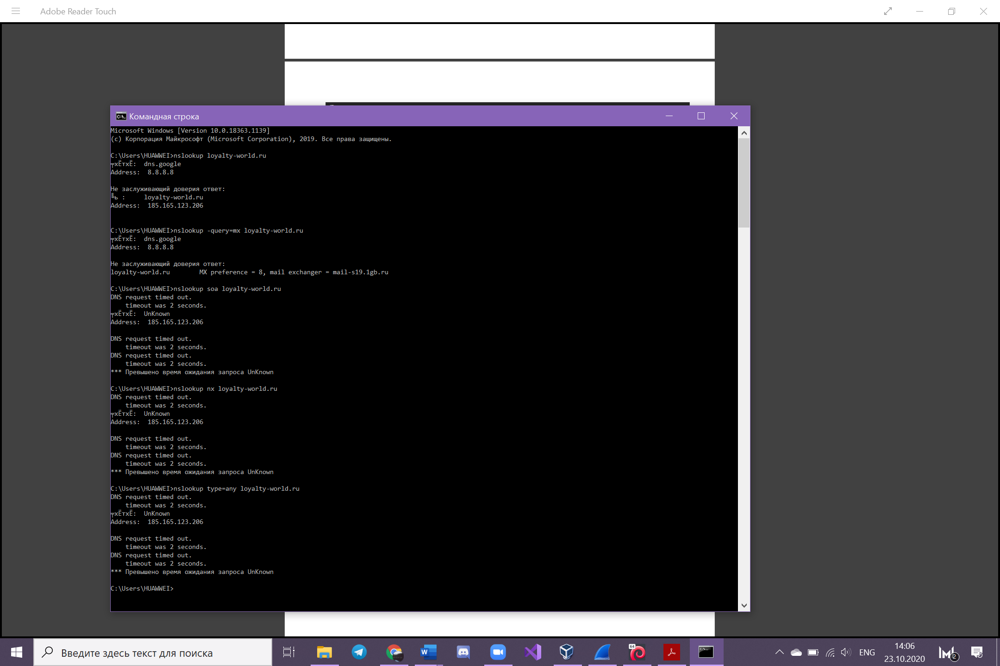 Adobe Reader Touch
Командная строка
Microsoft Windows [Version 10.0.18363.1139]
(c) Корпорация Майкрософт (Microsoft Corporation), 2019. Все права защищены.
C:\Users\HUAWWEI>nslookup loyalty-world.ru
╤хЁтхЁ:  dns.google
Address:  8.8.8.8
Не заслуживающий доверия ответ:
╚ь :     loyalty-world.ru
Address:  185.165.123.206
C:\Users\HUAWWEI>nslookup -query=mx loyalty-world.ru
╤хЁтхЁ:  dns.google
Address:  8.8.8.8
Не заслуживающий доверия ответ:
loyalty-world.ru        MX preference = 8, mail exchanger = mail-s19.1gb.ru
C:\Users\HUAWWEI>nslookup soa loyalty-world.ru
DNS request timed out.
    timeout was 2 seconds.
╤хЁтхЁ:  UnKnown
Address:  185.165.123.206
DNS request timed out.
    timeout was 2 seconds.
DNS request timed out.
    timeout was 2 seconds.
*** Превышено время ожидания запроса UnKnown
C:\Users\HUAWWEI>nslookup nx loyalty-world.ru
DNS request timed out.
    timeout was 2 seconds.
╤хЁтхЁ:  UnKnown
Address:  185.165.123.206
DNS request timed out.
    timeout was 2 seconds.
DNS request timed out.
    timeout was 2 seconds.
*** Превышено время ожидания запроса UnKnown
C:\Users\HUAWWEI>nslookup type=any loyalty-world.ru
DNS request timed out.
    timeout was 2 seconds.
╤хЁтхЁ:  UnKnown
Address:  185.165.123.206
DNS request timed out.
    timeout was 2 seconds.
DNS request timed out.
    timeout was 2 seconds.
*** Превышено время ожидания запроса UnKnown
C:\Users\HUAWWEI>
Введите здесь текст для поиска
64
ENG
14:06
23.10.2020
2